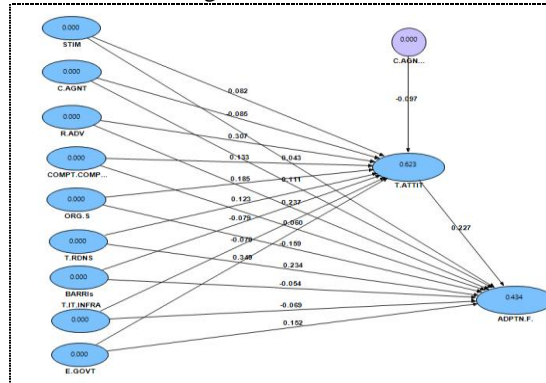 0.000
STIM
0.000
C.AGNT
0.000
R.ADV
0.000
COMPT.COMP...
0.000
ORG.S
0.000
T.RDNS
0.000
BARRIs
T.IT.INFRA
0.000
0.000
E.GOVT
0.000
C.AGN...
-0.097
0.623
T.ATTIT
0.227
0.434
ADPTN.F.
0.082
-0.085
0.307
0.133
0.043
0.185
0.111
0.123
0.237
-0.079
0.060
-0.079
-0.159
0.349
0.234
-0.054
-0.069
0.152